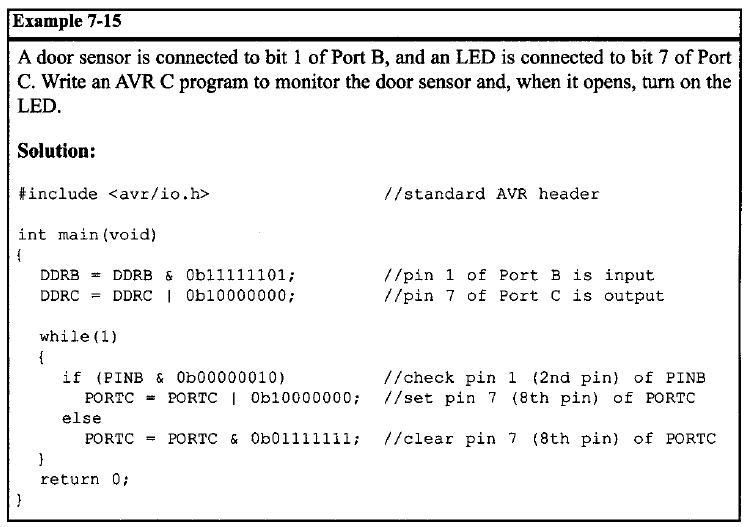 Example 7-15
A door sensor is connected to bit 1 of Port B, and an LED is connected to bit 7 of Port
C. Write an AVR C program to monitor the door sensor and, when it opens, turn on the
LED.
Solution:
#include <avr/io.h> //standard AVR header
int main(void)
{
DDRB = DDRB & 0b11111101; //pin 1 of Port B is input
DDRC = DDRC | 0b10000000; //pin 7 of Port C is output
while(1)
{
if (PINB & 0b00000010) //check pin 1 (2nd pin) of PINB
PORTC = PORTC | 0b10000000; //set pin 7 (8th pin) of PORTC
else
PORTC = PORTC & 0b01111111; //clear pin 7 (8th pin) of PORTC
}
return 0;
}